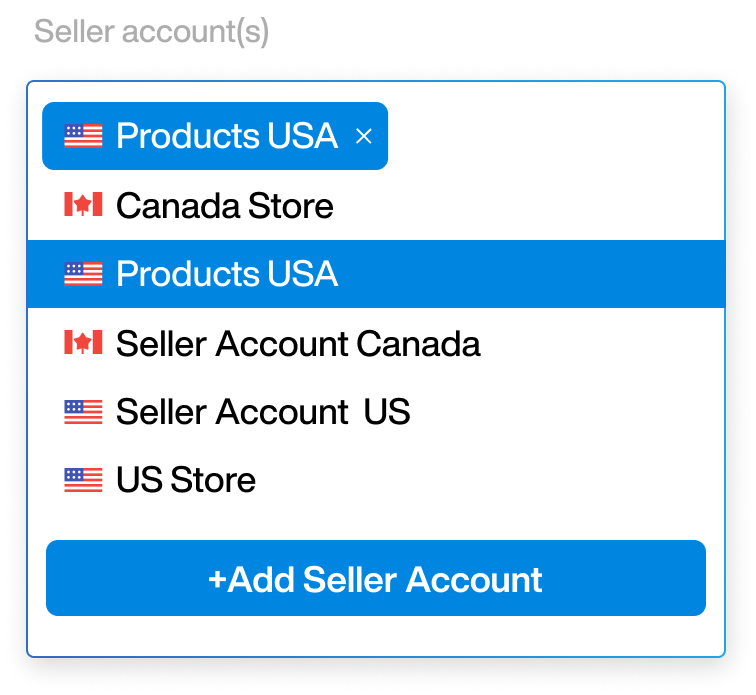 Seller account(s)
Products USA ×
Canada Store
Products USA
Seller Account Canada
Seller Account  US
US Store
+Add Seller Account